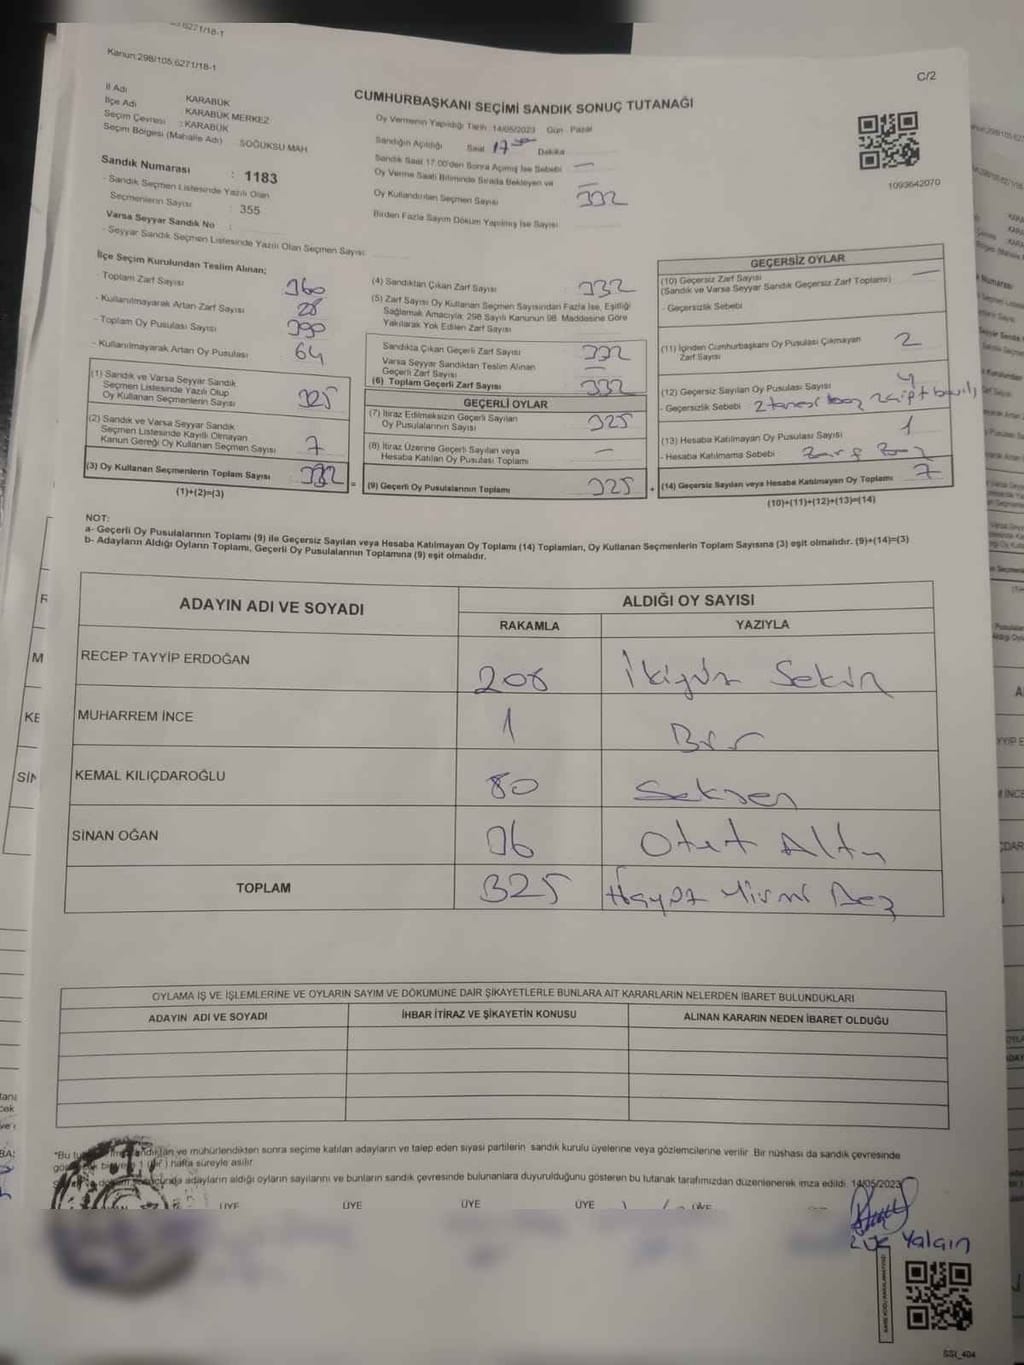 6271/18-1
Kanun:298/105,6271/18-1
C/2
İl Adı KARABÜK
İlçe Adı KARABÜK MERKEZ
Seçim Çevresi : KARABÜK
Seçim Bölgesi (Mahalle Adı) SOĞUKSU MAH
Sandık Numarası : 1183
- Sandık Seçmen Listesinde Yazılı Olan
Seçmenlerin Sayısı : 355
Varsa Seyyar Sandık No :
- Seyyar Sandık Seçmen Listesinde Yazılı Olan Seçmen Sayısı
CUMHURBAŞKANI SEÇİMİ SANDIK SONUÇ TUTANAĞI
Oy Vermenin Yapıldığı Tarih :14/05/2023 Gün : Pazar
Sandığın Açıldığı Saat 17 Dakika
Sandık Saat 17.00'den Sonra Açılmış İse Sebebi —
Oy Verme Saati Bitiminde Sırada Bekleyen ve —
Oy Kullandırılan Seçmen Sayısı 332
Birden Fazla Sayım Döküm Yapılmış İse Sayısı
1093642070
İlçe Seçim Kurulundan Teslim Alınan;
- Toplam Zarf Sayısı 360
- Kullanılmayarak Artan Zarf Sayısı 28
- Toplam Oy Pusulası Sayısı 390
- Kullanılmayarak Artan Oy Pusulası 64
(1) Sandık ve Varsa Seyyar Sandık
Seçmen Listesinde Yazılı Olup
Oy Kullanan Seçmenlerin Sayısı 325
(2) Sandık ve Varsa Seyyar Sandık
Seçmen Listesinde Kayıtlı Olmayan
Kanun Gereği Oy Kullanan Seçmen Sayısı 7
(3) Oy Kullanan Seçmenlerin Toplam Sayısı 332
(1)+(2)=(3)
(4) Sandıktan Çıkan Zarf Sayısı 332
(5) Zarf Sayısı Oy Kullanan Seçmen Sayısından Fazla İse, Eşitliği
Sağlamak Amacıyla; 298 Sayılı Kanunun 98. Maddesine Göre
Yakılarak Yok Edilen Zarf Sayısı
Sandıkta Çıkan Geçerli Zarf Sayısı 332
Varsa Seyyar Sandıktan Teslim Alınan
Geçerli Zarf Sayısı —
(6) Toplam Geçerli Zarf Sayısı 332
GEÇERLİ OYLAR
(7) İtiraz Edilmeksizin Geçerli Sayılan
Oy Pusulalarının Sayısı 325
(8) İtiraz Üzerine Geçerli Sayılan veya
Hesaba Katılan Oy Pusulası Toplamı —
(9) Geçerli Oy Pusulalarının Toplamı 325
GEÇERSİZ OYLAR
(10) Geçersiz Zarf Sayısı —
(Sandık ve Varsa Seyyar Sandık Geçersiz Zarf Toplamı)
- Geçersizlik Sebebi
(11) İçinden Cumhurbaşkanı Oy Pusulası Çıkmayan
Zarf Sayısı 2
(12) Geçersiz Sayılan Oy Pusulası Sayısı 4
- Geçersizlik Sebebi 2 tanesi boş
(13) Hesaba Katılmayan Oy Pusulası Sayısı 1
- Hesaba Katılmama Sebebi zarf boş
(14) Geçersiz Sayılan veya Hesaba Katılmayan Oy Toplamı 7
(10)+(11)+(12)+(13)=(14)
NOT:
a- Geçerli Oy Pusulalarının Toplamı (9) ile Geçersiz Sayılan veya Hesaba Katılmayan Oy Toplamı (14) Toplamları, Oy Kullanan Seçmenlerin Toplam Sayısına (3) eşit olmalıdır. (9)+(14)=(3)
b- Adayların Aldığı Oyların Toplamı, Geçerli Oy Pusulalarının Toplamına (9) eşit olmalıdır.
ADAYIN ADI VE SOYADI
ALDIĞI OY SAYISI
RAKAMLA YAZIYLA
RECEP TAYYİP ERDOĞAN 208 İkiyüz Sekiz
MUHARREM İNCE 1 Bir
KEMAL KILIÇDAROĞLU 80 Seksen
SİNAN OĞAN 36 Otuz Altı
TOPLAM 325
OYLAMA İŞ VE İŞLEMLERİNE VE OYLARIN SAYIM VE DÖKÜMÜNE DAİR ŞİKAYETLERLE BUNLARA AİT KARARLARIN NELERDEN İBARET BULUNDUKLARI
ADAYIN ADI VE SOYADI İHBAR İTİRAZ VE ŞİKAYETİN KONUSU ALINAN KARARIN NEDEN İBARET OLDUĞU
*Bu ve mühürlendikten sonra seçime katılan adayların ve talep eden siyasi partilerin sandık kurulu üyelerine veya gözlemcilerine verilir. Bir nüshası da sandık çevresinde
hafta süreyle asılır.
adayların aldığı oyların sayılarını ve bunların sandık çevresinde bulunanlara duyurulduğunu gösteren bu tutanak tarafımızdan düzenlenerek imza edildi. 14/05/2023
ÜYE ÜYE ÜYE ÜYE ÜYE
Yalçın
SSI_404